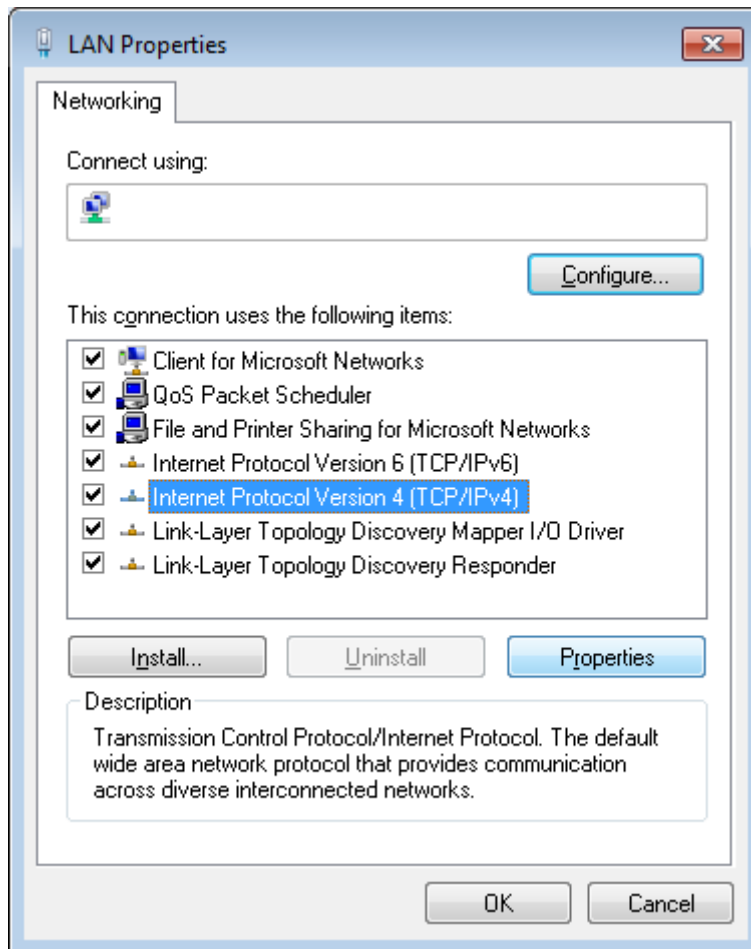 LAN Properties
Networking
Connect using:
Configure...
This connection uses the following items:
Client for Microsoft Networks
QoS Packet Scheduler
File and Printer Sharing for Microsoft Networks
Internet Protocol Version 6 (TCP/IPv6)
Internet Protocol Version 4 (TCP/IPv4)
Link-Layer Topology Discovery Mapper I/O Driver
Link-Layer Topology Discovery Responder
Install... Uninstall Properties
Description
Transmission Control Protocol/Internet Protocol. The default
wide area network protocol that provides communication
across diverse interconnected networks.
OK Cancel